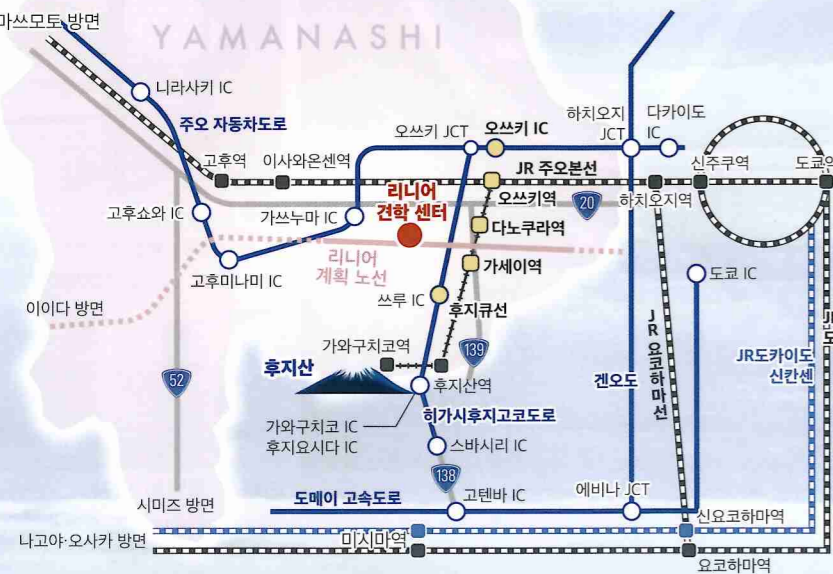 마쓰모토 방면
YAMANASHI
니라사키 IC
주오 자동차도로
오쓰키 JCT
오쓰키 IC
하치오지
JCT
다카이도
IC
고후역
이사와온센역
JR 주오본선
신주쿠역
도쿄역
리니어
견학 센터
오쓰키역
20
하치오지역
고후쇼와 IC
가쓰누마 IC
다노쿠라역
리니어
계획 노선
가세이역
고후미나미 IC
도쿄 IC
이이다 방면
쓰루 IC
후지큐선
JR 요코하마선
가와구치코역
139
JR도카이도
신칸센
52
후지산
후지산역
겐오도
가와구치코 IC
후지요시다 IC
히가시후지고코도로
스바시리 IC
138
시미즈 방면
도메이 고속도로
고텐바 IC
에비나 JCT
신요코하마역
나고야·오사카 방면
미시마역
요코하마역